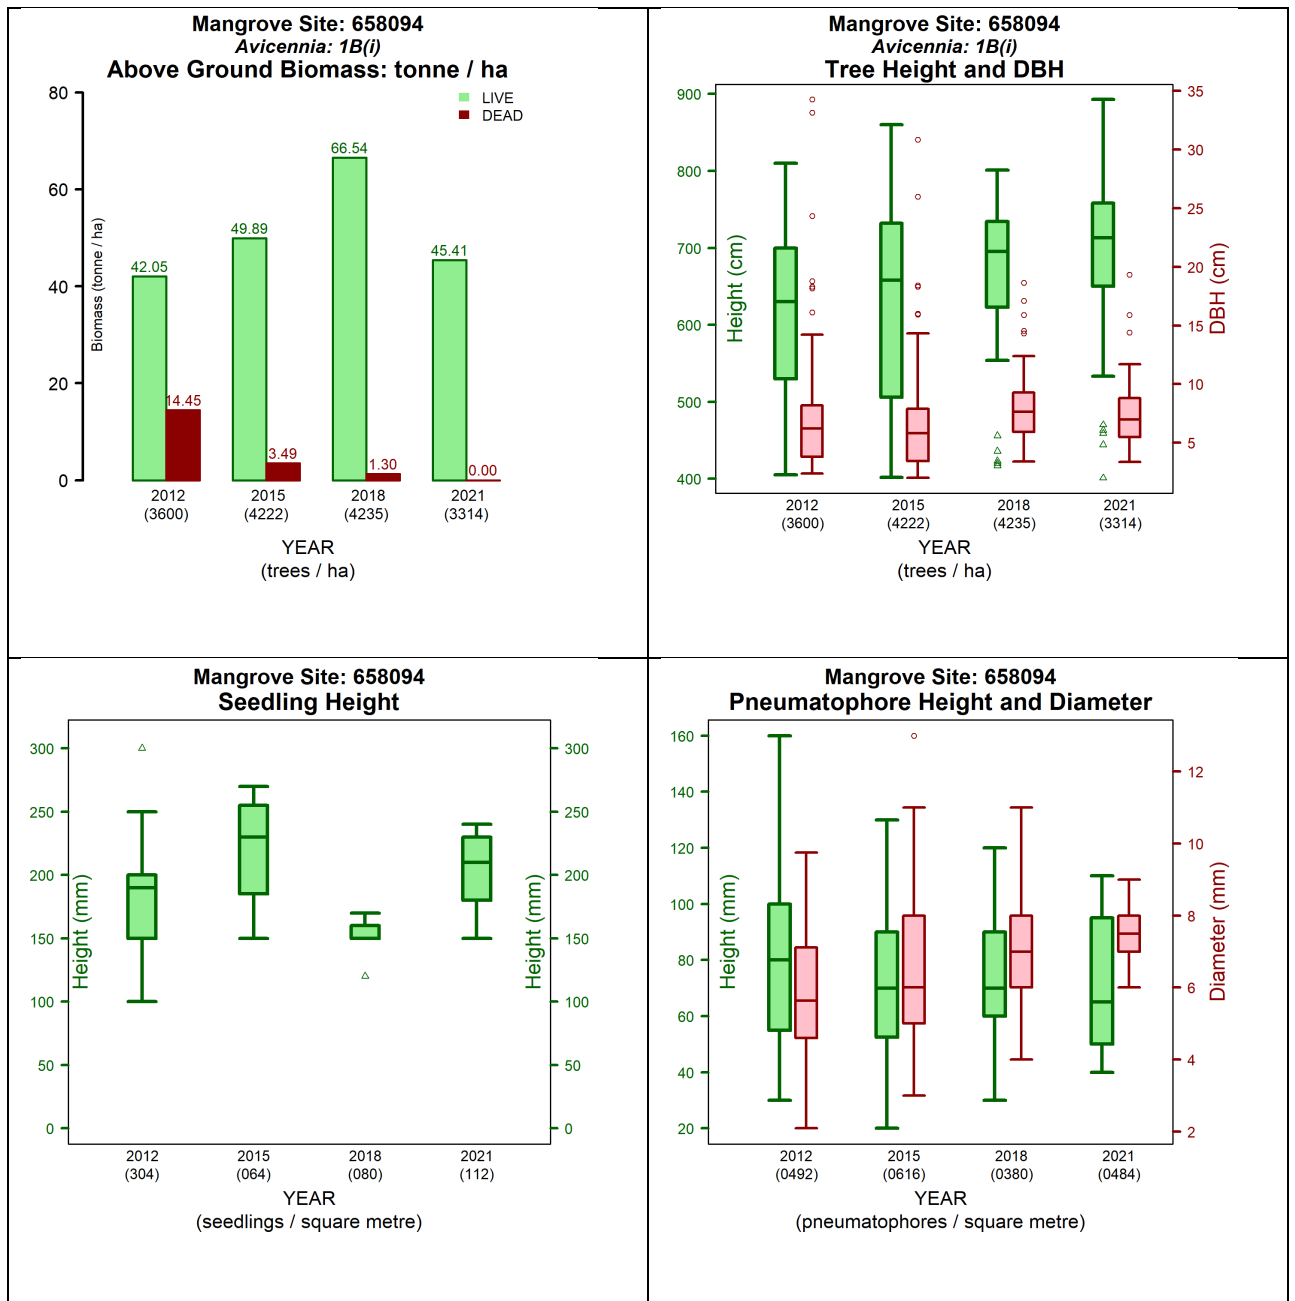 Mangrove Site: 658094
Avicennia: 1B(i)
Above Ground Biomass: tonne / ha
LIVE
DEAD
Biomass (tonne / ha)
80
60
40
20
0
42.05
14.45
49.89
3.49
66.54
1.30
45.41
0.00
2012 2015 2018 2021
(3600) (4222) (4235) (3314)
YEAR
(trees / ha)
Mangrove Site: 658094
Avicennia: 1B(i)
Tree Height and DBH
Height (cm)
900
800
700
600
500
400
DBH (cm)
35
30
25
20
15
10
5
2012 2015 2018 2021
(3600) (4222) (4235) (3314)
YEAR
(trees / ha)
Mangrove Site: 658094
Seedling Height
Height (mm)
300
250
200
150
100
50
0
Height (mm)
300
250
200
150
100
50
0
2012 2015 2018 2021
(304) (064) (080) (112)
YEAR
(seedlings / square metre)
Mangrove Site: 658094
Pneumatophore Height and Diameter
Height (mm)
160
140
120
100
80
60
40
20
Diameter (mm)
12
10
8
6
4
2
2012 2015 2018 2021
(0492) (0616) (0380) (0484)
YEAR
(pneumatophores / square metre)